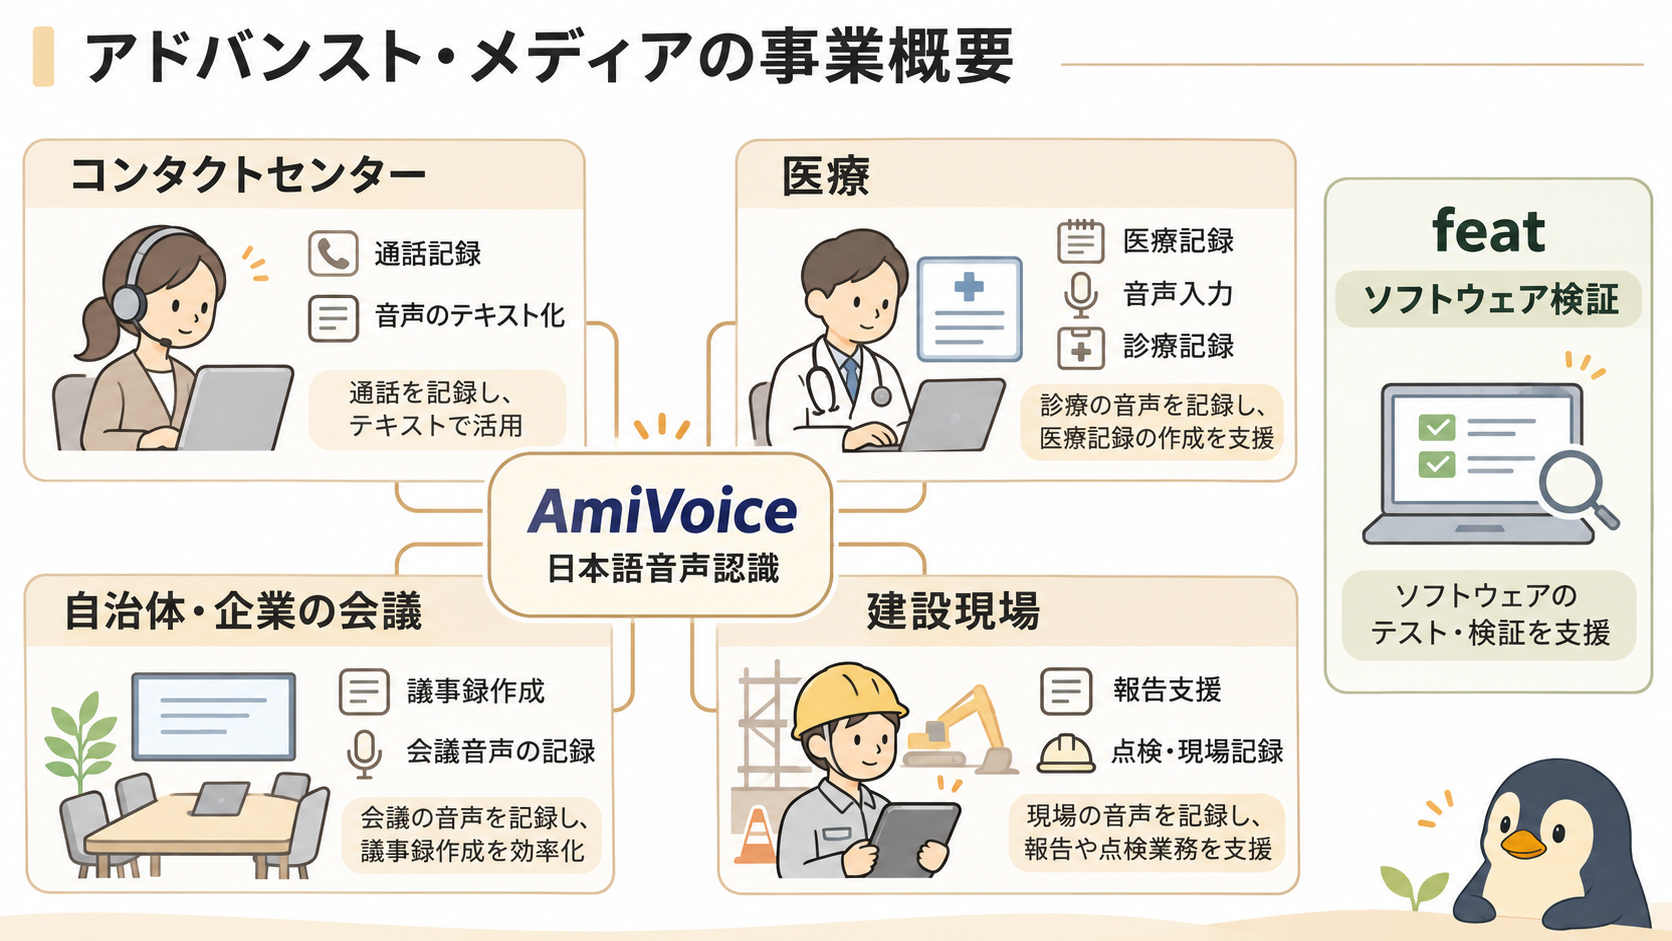 アドバンスト・メディアの事業概要
コンタクトセンター
通話記録
音声のテキスト化
通話を記録し、
テキストで活用
医療
医療記録
音声入力
診療記録
診療の音声を記録し、
医療記録の作成を支援
AmiVoice
日本語音声認識
自治体・企業の会議
議事録作成
会議音声の記録
会議の音声を記録し、
議事録作成を効率化
建設現場
報告支援
点検・現場記録
現場の音声を記録し、
報告や点検業務を支援
feat
ソフトウェア検証
ソフトウェアの
テスト・検証を支援